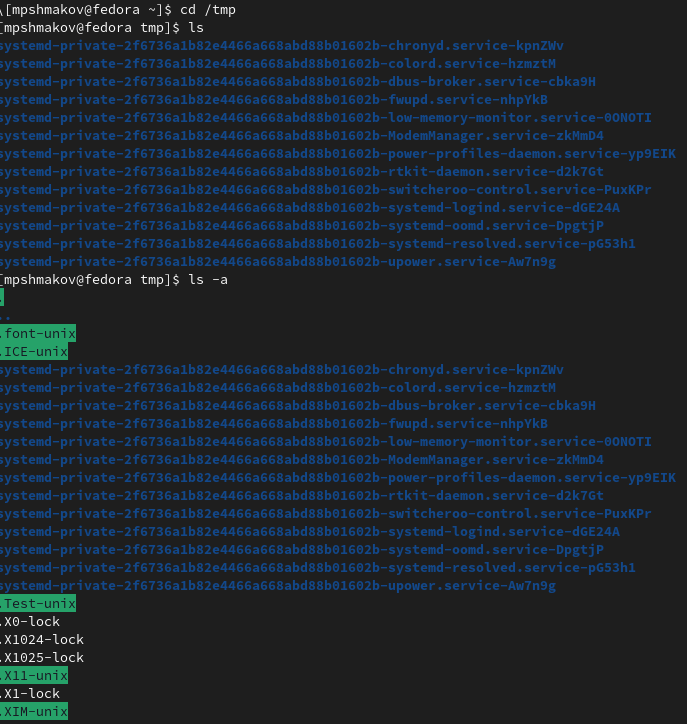 \[mpshmakov@fedora ~]$ cd /tmp
[mpshmakov@fedora tmp]$ ls
systemd-private-2f6736a1b82e4466a668abd88b01602b-chronyd.service-kpnZWv
systemd-private-2f6736a1b82e4466a668abd88b01602b-colord.service-hzmztM
systemd-private-2f6736a1b82e4466a668abd88b01602b-dbus-broker.service-cbka9H
systemd-private-2f6736a1b82e4466a668abd88b01602b-fwupd.service-nhpYkB
systemd-private-2f6736a1b82e4466a668abd88b01602b-low-memory-monitor.service-0ONOTI
systemd-private-2f6736a1b82e4466a668abd88b01602b-ModemManager.service-zkMmD4
systemd-private-2f6736a1b82e4466a668abd88b01602b-power-profiles-daemon.service-yp9EIK
systemd-private-2f6736a1b82e4466a668abd88b01602b-rtkit-daemon.service-d2k7Gt
systemd-private-2f6736a1b82e4466a668abd88b01602b-switcheroo-control.service-PuxKPr
systemd-private-2f6736a1b82e4466a668abd88b01602b-systemd-logind.service-dGE24A
systemd-private-2f6736a1b82e4466a668abd88b01602b-systemd-oomd.service-DpgtjP
systemd-private-2f6736a1b82e4466a668abd88b01602b-systemd-resolved.service-pG53h1
systemd-private-2f6736a1b82e4466a668abd88b01602b-upower.service-Aw7n9g
[mpshmakov@fedora tmp]$ ls -a
.
..
.font-unix
.ICE-unix
systemd-private-2f6736a1b82e4466a668abd88b01602b-chronyd.service-kpnZWv
systemd-private-2f6736a1b82e4466a668abd88b01602b-colord.service-hzmztM
systemd-private-2f6736a1b82e4466a668abd88b01602b-dbus-broker.service-cbka9H
systemd-private-2f6736a1b82e4466a668abd88b01602b-fwupd.service-nhpYkB
systemd-private-2f6736a1b82e4466a668abd88b01602b-low-memory-monitor.service-0ONOTI
systemd-private-2f6736a1b82e4466a668abd88b01602b-ModemManager.service-zkMmD4
systemd-private-2f6736a1b82e4466a668abd88b01602b-power-profiles-daemon.service-yp9EIK
systemd-private-2f6736a1b82e4466a668abd88b01602b-rtkit-daemon.service-d2k7Gt
systemd-private-2f6736a1b82e4466a668abd88b01602b-switcheroo-control.service-PuxKPr
systemd-private-2f6736a1b82e4466a668abd88b01602b-systemd-logind.service-dGE24A
systemd-private-2f6736a1b82e4466a668abd88b01602b-systemd-oomd.service-DpgtjP
systemd-private-2f6736a1b82e4466a668abd88b01602b-systemd-resolved.service-pG53h1
systemd-private-2f6736a1b82e4466a668abd88b01602b-upower.service-Aw7n9g
.Test-unix
.X0-lock
.X1024-lock
.X1025-lock
.X11-unix
.X1-lock
.XIM-unix